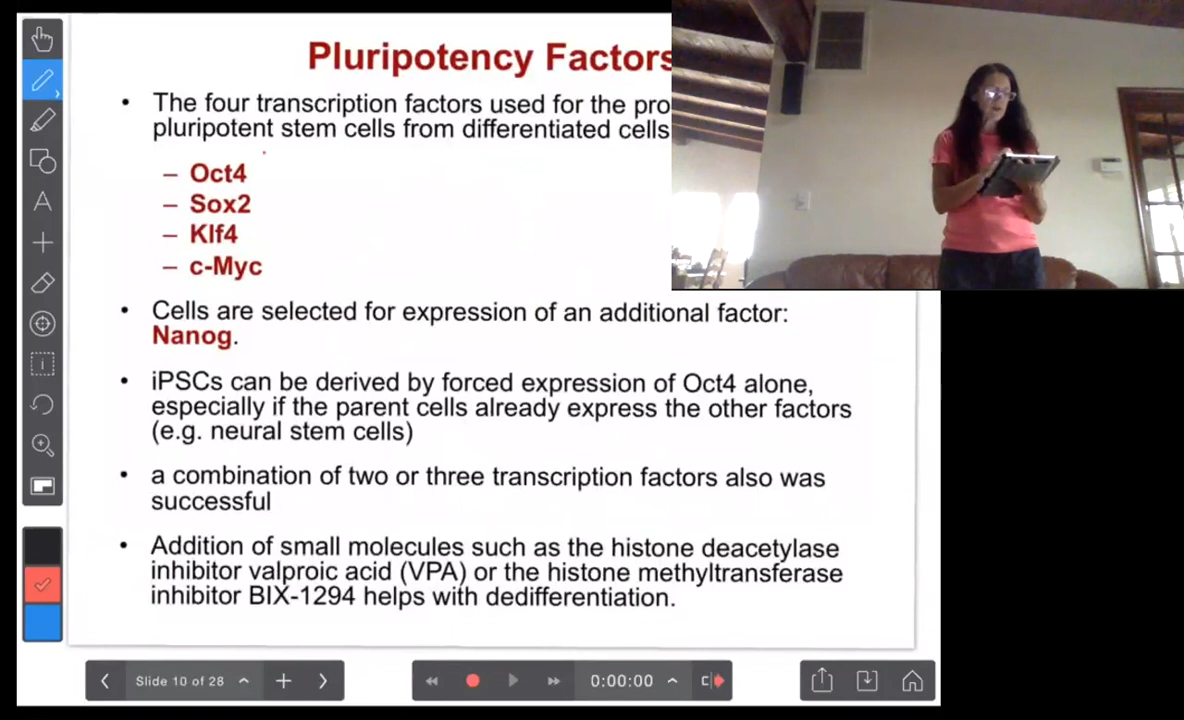 Pluripotency Factors
• The four transcription factors used for the pro
pluripotent stem cells from differentiated cells
– Oct4
– Sox2
– Klf4
– c-Myc
• Cells are selected for expression of an additional factor:
Nanog.
• iPSCs can be derived by forced expression of Oct4 alone,
especially if the parent cells already express the other factors
(e.g. neural stem cells)
• a combination of two or three transcription factors also was
successful
• Addition of small molecules such as the histone deacetylase
inhibitor valproic acid (VPA) or the histone methyltransferase
inhibitor BIX-1294 helps with dedifferentiation.
Slide 10 of 28
0:00:00